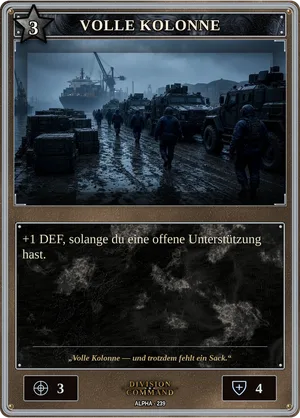 3
VOLLE KOLONNE
+1 DEF, solange du eine offene Unterstützung
hast.
„Volle Kolonne — und trotzdem fehlt ein Sack.“
3
DIVISION
COMMAND
ALPHA · 239
4